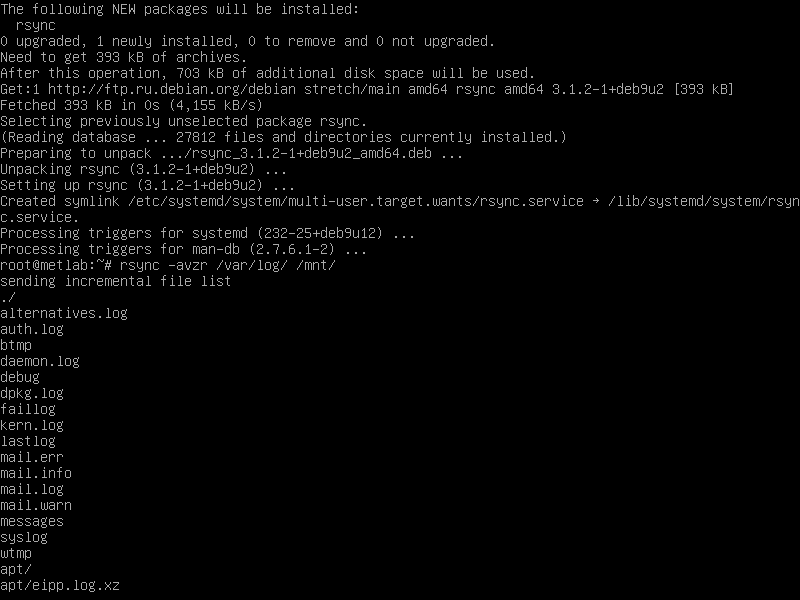 The following NEW packages will be installed:
  rsync
0 upgraded, 1 newly installed, 0 to remove and 0 not upgraded.
Need to get 393 kB of archives.
After this operation, 703 kB of additional disk space will be used.
Get:1 http://ftp.ru.debian.org/debian stretch/main amd64 rsync amd64 3.1.2-1+deb9u2 [393 kB]
Fetched 393 kB in 0s (4,155 kB/s)
Selecting previously unselected package rsync.
(Reading database ... 27812 files and directories currently installed.)
Preparing to unpack .../rsync_3.1.2-1+deb9u2_amd64.deb ...
Unpacking rsync (3.1.2-1+deb9u2) ...
Setting up rsync (3.1.2-1+deb9u2) ...
Created symlink /etc/systemd/system/multi-user.target.wants/rsync.service → /lib/systemd/system/rsyn
c.service.
Processing triggers for systemd (232-25+deb9u12) ...
Processing triggers for man-db (2.7.6.1-2) ...
root@metlab:~# rsync -avzr /var/log/ /mnt/
sending incremental file list
./
alternatives.log
auth.log
btmp
daemon.log
debug
dpkg.log
faillog
kern.log
lastlog
mail.err
mail.info
mail.log
mail.warn
messages
syslog
wtmp
apt/
apt/eipp.log.xz